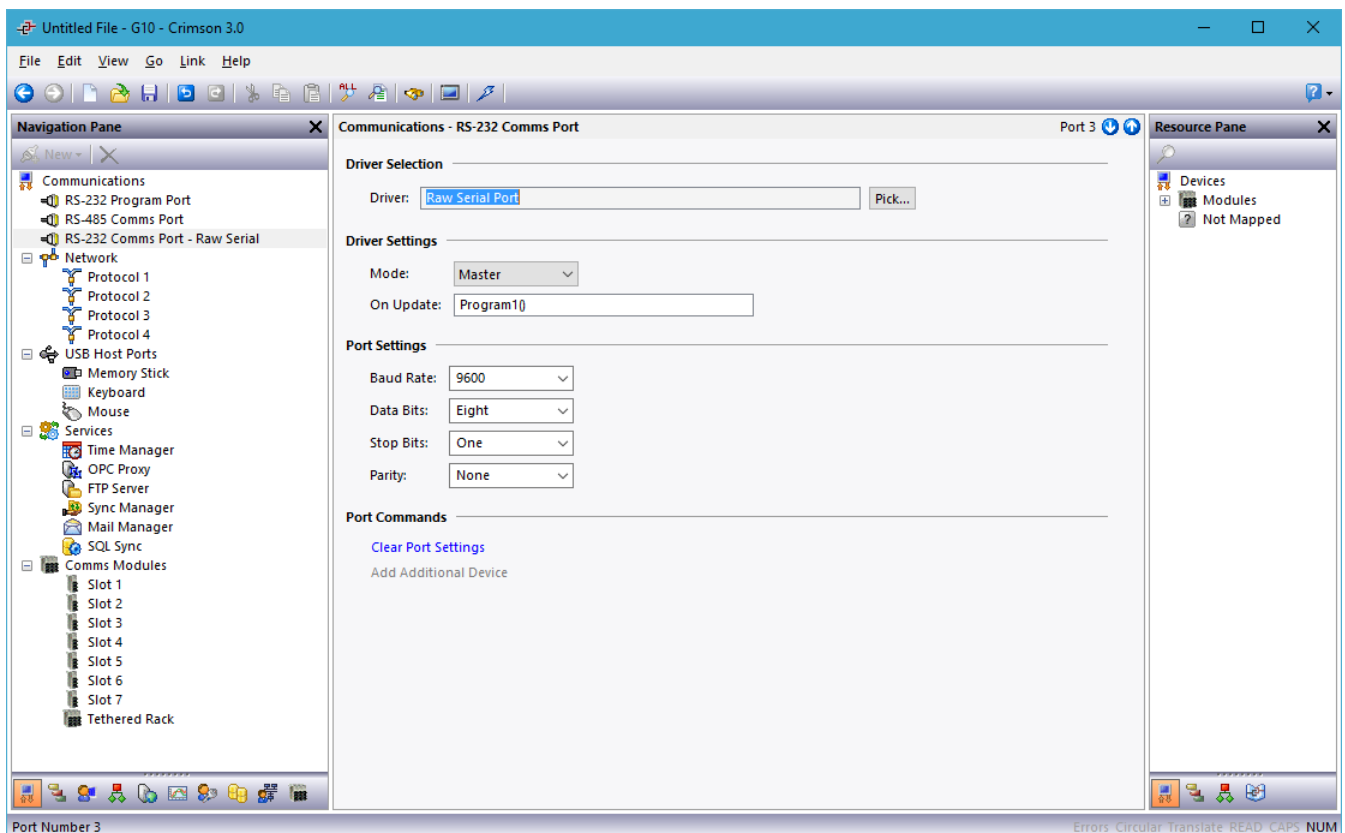 Untitled File - G10 - Crimson 3.0
File Edit View Go Link Help
ALL
Navigation Pane
New
Communications
RS-232 Program Port
RS-485 Comms Port
RS-232 Comms Port - Raw Serial
Network
Protocol 1
Protocol 2
Protocol 3
Protocol 4
USB Host Ports
Memory Stick
Keyboard
Mouse
Services
Time Manager
OPC Proxy
FTP Server
Sync Manager
Mail Manager
SQL Sync
Comms Modules
Slot 1
Slot 2
Slot 3
Slot 4
Slot 5
Slot 6
Slot 7
Tethered Rack
Communications - RS-232 Comms Port Port 3
Driver Selection
Driver: Raw Serial Port Pick...
Driver Settings
Mode: Master
On Update: Program1()
Port Settings
Baud Rate: 9600
Data Bits: Eight
Stop Bits: One
Parity: None
Port Commands
Clear Port Settings
Add Additional Device
Resource Pane
Devices
Modules
Not Mapped
Port Number 3 Errors Circular Translate READ CAPS NUM